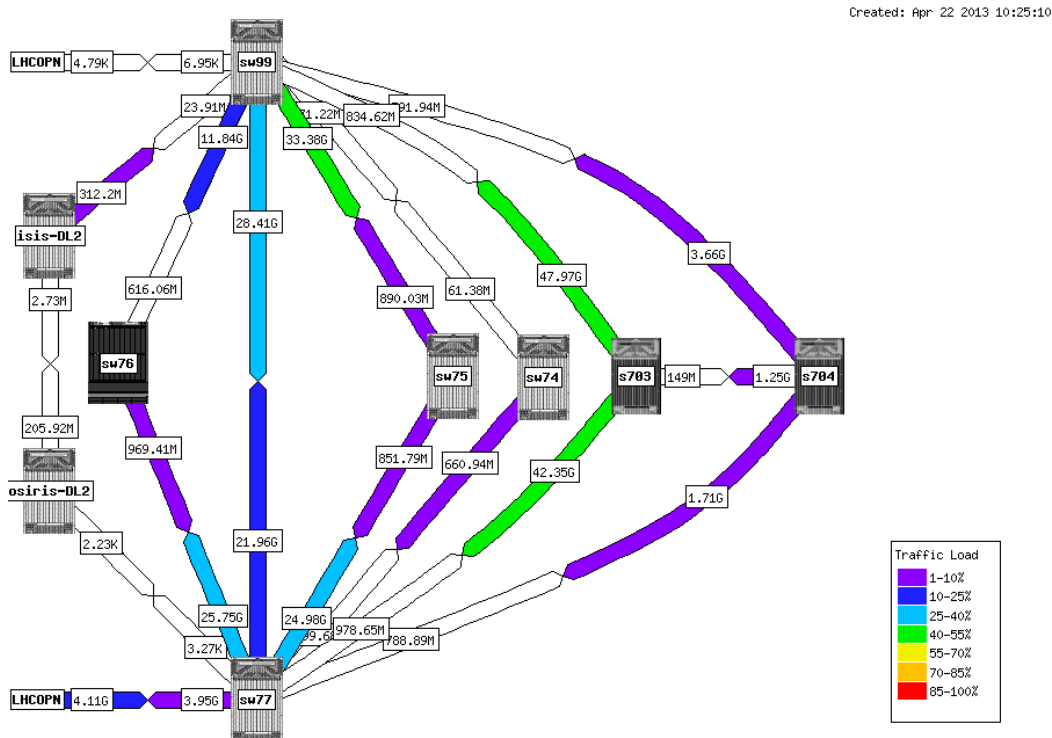 Created: Apr 22 2013 10:25:10
LHCOPN
4.79K
6.95K
sw99
23.91M
834.62M
11.84G
33.38G
312.2M
28.41G
isis-DL2
47.97G
3.66G
2.73M
616.06M
890.03M
61.38M
sw76
sw75
sw74
s703
149M
1.25G
s704
205.92M
969.41M
851.79M
660.94M
42.35G
osiris-DL2
1.71G
2.23K
21.96G
25.75G
24.98G
978.65M
788.89M
3.27K
LHCOPN
4.11G
3.95G
sw77
Traffic Load
1-10%
10-25%
25-40%
40-55%
55-70%
70-85%
85-100%